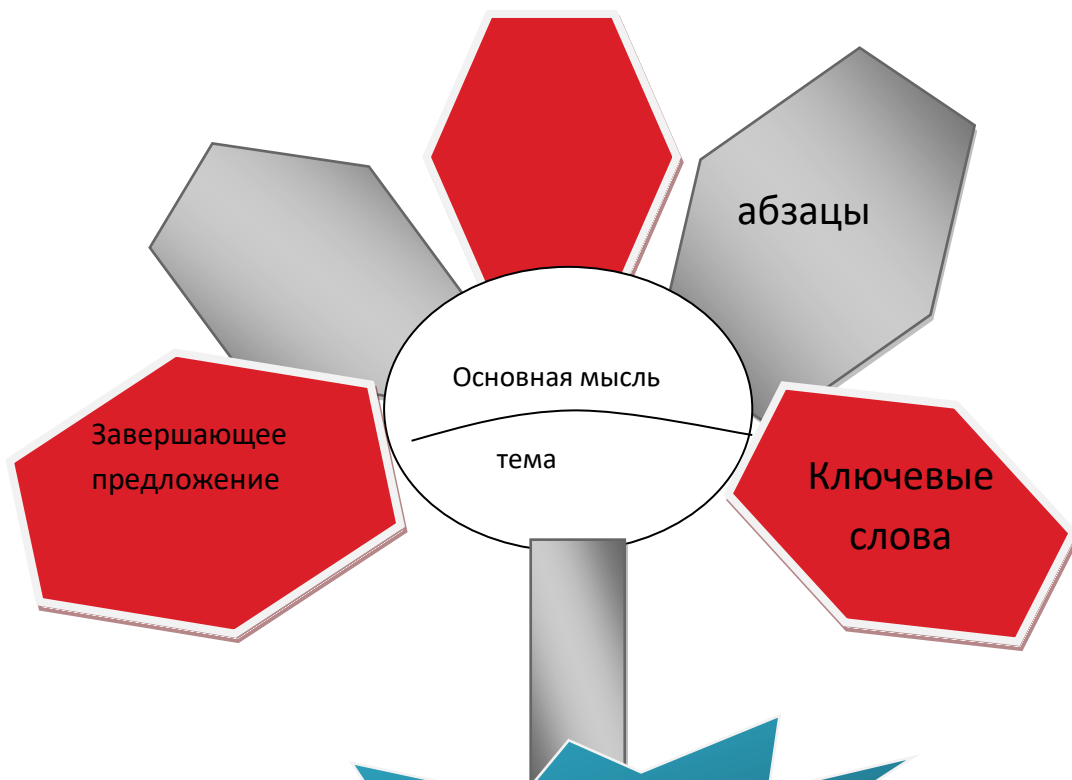 абзацы
Основная мысль
тема
Завершающее
предложение
Ключевые
слова